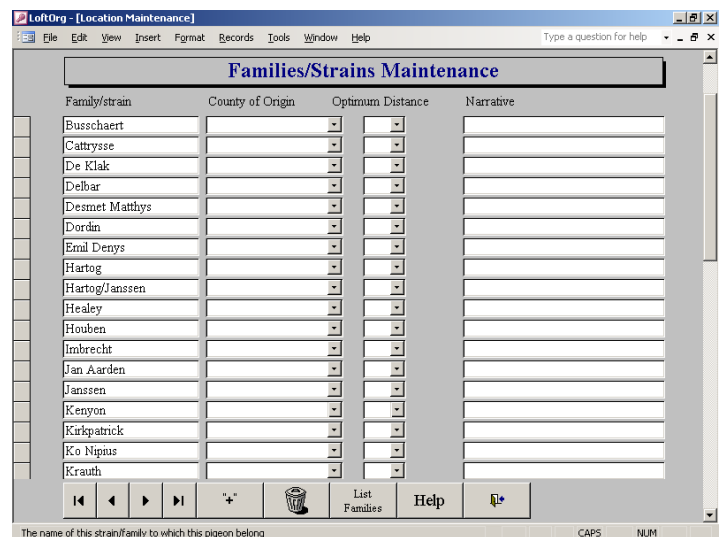 LoftOrg - [Location Maintenance]
File Edit View Insert Format Records Tools Window Help Type a question for help
Families/Strains Maintenance
Family/strain County of Origin Optimum Distance Narrative
Busschaert
Cattrysse
De Klak
Delbar
Desmet Matthys
Dordin
Emil Denys
Hartog
Hartog/Janssen
Healey
Houben
Imbrecht
Jan Aarden
Janssen
Kenyon
Kirkpatrick
Ko Nipius
Krauth
"+" List Families Help
The name of this strain/family to which this pigeon belong CAPS NUM